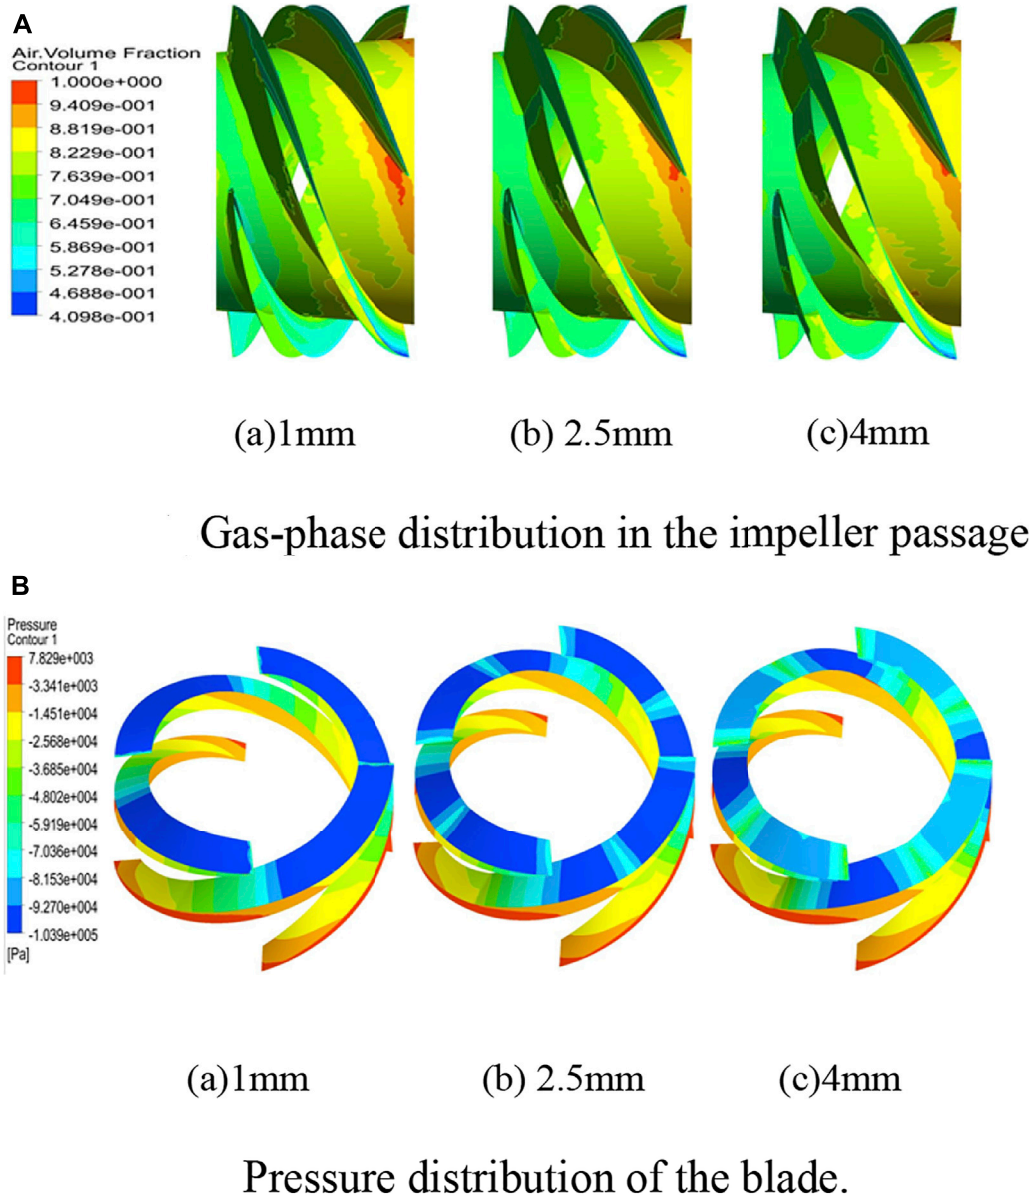 A
Air.Volume Fraction
Contour 1
1.000e+000
9.409e-001
8.819e-001
8.229e-001
7.639e-001
7.049e-001
6.459e-001
5.869e-001
5.278e-001
4.688e-001
4.098e-001
(a)1mm
(b) 2.5mm
(c)4mm
Gas-phase distribution in the impeller passage
B
Pressure
Contour 1
7.829e+003
-3.341e+003
-1.451e+004
-2.568e+004
-3.685e+004
-4.802e+004
-5.919e+004
-7.036e+004
-8.153e+004
-9.270e+004
-1.039e+005
[Pa]
(a)1mm
(b) 2.5mm
(c)4mm
Pressure distribution of the blade.